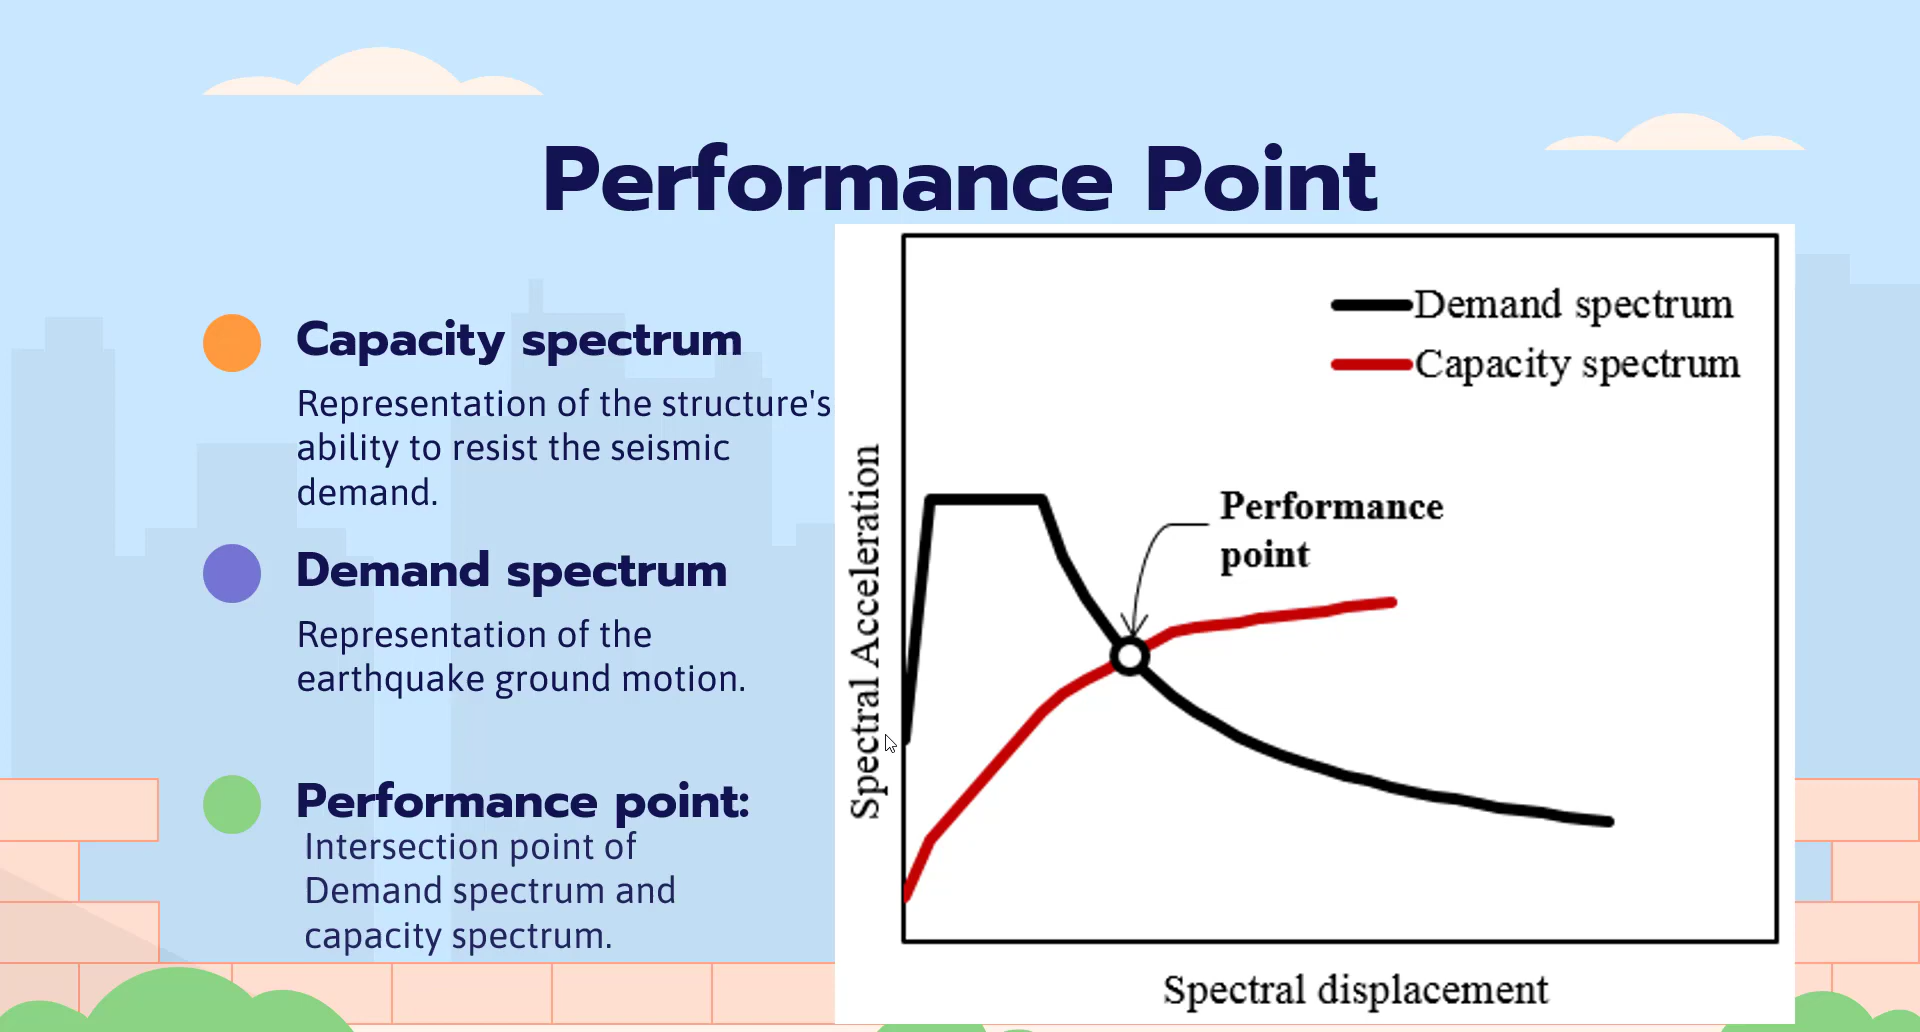 Performance Point
Capacity spectrum
Representation of the structure's
ability to resist the seismic
demand.
Demand spectrum
Representation of the
earthquake ground motion.
Performance point:
Intersection point of
Demand spectrum and
capacity spectrum.
Demand spectrum
Capacity spectrum
Performance
point
Spectral Acceleration
Spectral displacement